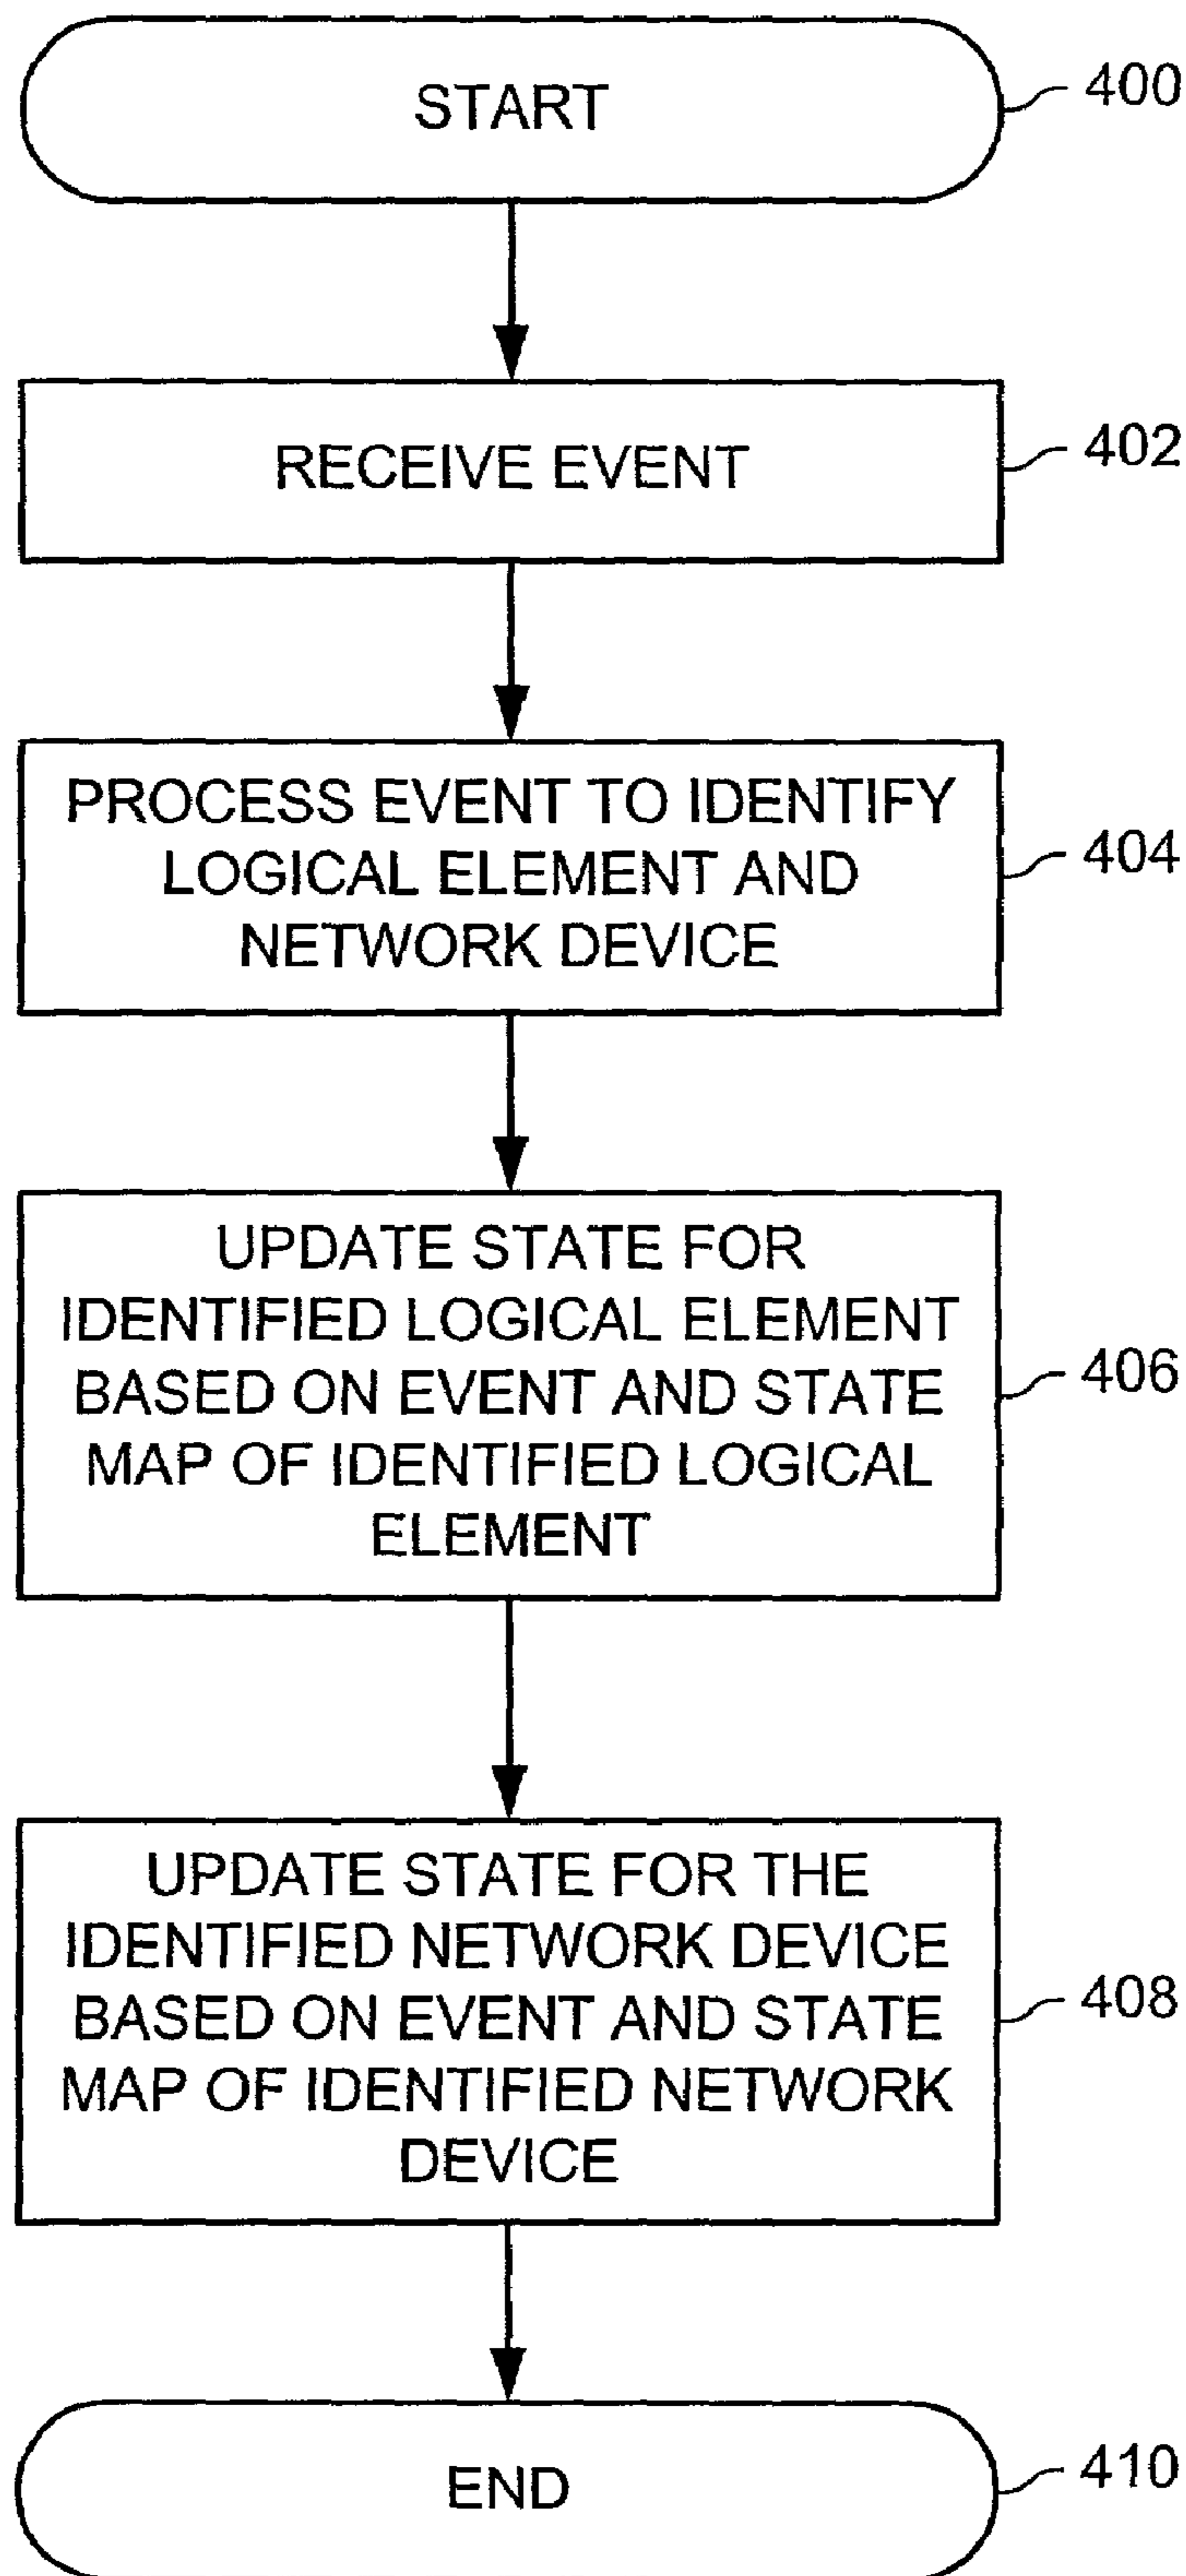 START
400
RECEIVE EVENT
402
PROCESS EVENT TO IDENTIFY
LOGICAL ELEMENT AND
NETWORK DEVICE
404
UPDATE STATE FOR
IDENTIFIED LOGICAL ELEMENT
BASED ON EVENT AND STATE
MAP OF IDENTIFIED LOGICAL
ELEMENT
406
UPDATE STATE FOR THE
IDENTIFIED NETWORK DEVICE
BASED ON EVENT AND STATE
MAP OF IDENTIFIED NETWORK
DEVICE
408
END
410